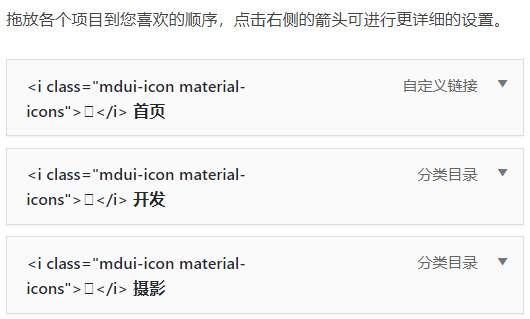 拖放各个项目到您喜欢的顺序，点击右侧的箭头可进行更详细的设置。
<i class="mdui-icon material-
icons">▯</i> 首页
自定义链接
<i class="mdui-icon material-
icons">▯</i> 开发
分类目录
<i class="mdui-icon material-
icons">▯</i> 摄影
分类目录